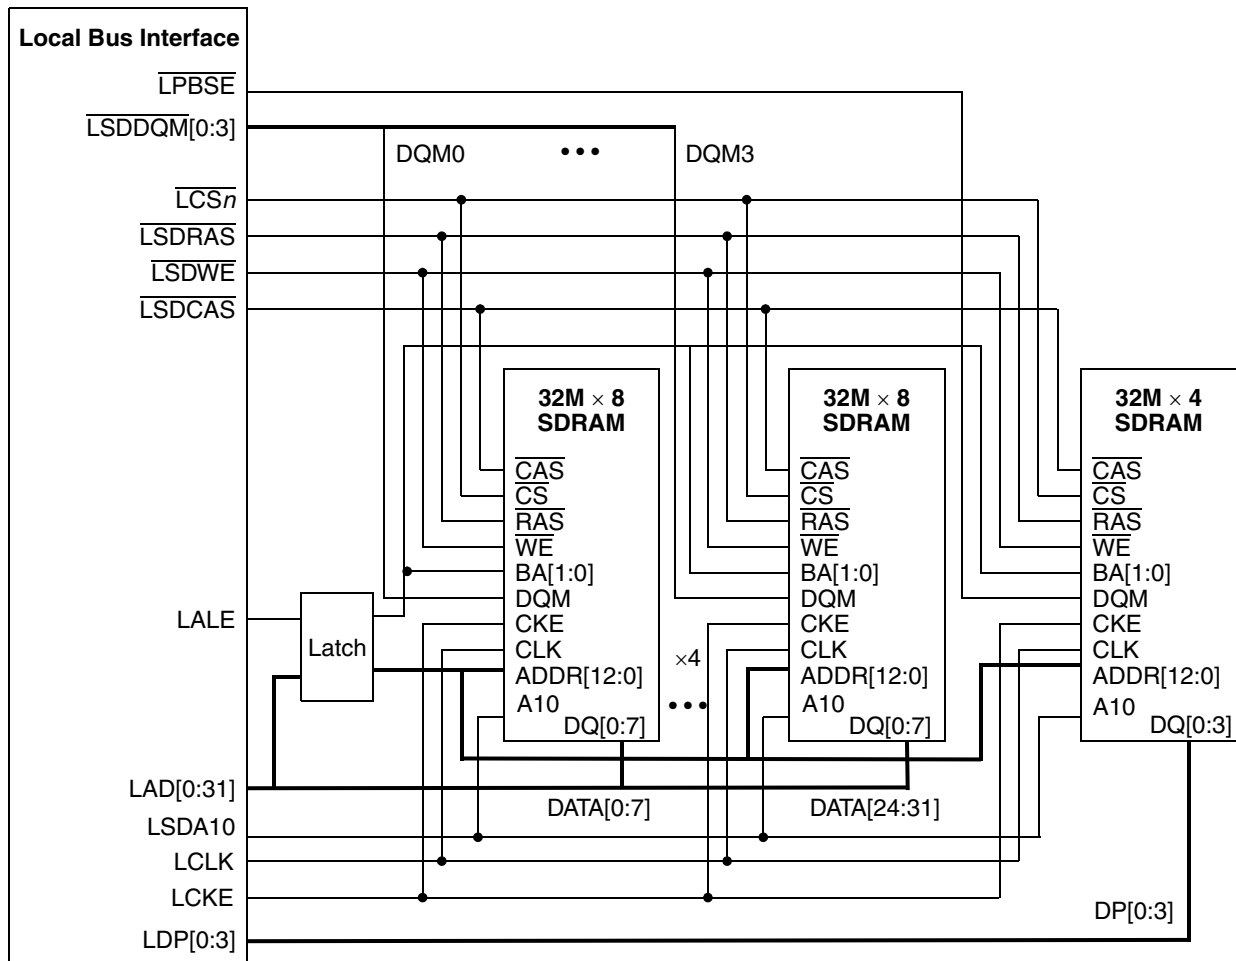 Local Bus Interface
LPBSE
LSDDQM[0:3]
DQM0
•••
DQM3
LCSn
LSDRAS
LSDWE
LSDCAS
32M × 8
SDRAM
CAS
CS
RAS
WE
BA[1:0]
DQM
CKE
CLK
ADDR[12:0]
A10
DQ[0:7]
×4
•••
32M × 8
SDRAM
CAS
CS
RAS
WE
BA[1:0]
DQM
CKE
CLK
ADDR[12:0]
A10
DQ[0:7]
32M × 4
SDRAM
CAS
CS
RAS
WE
BA[1:0]
DQM
CKE
CLK
ADDR[12:0]
A10
DQ[0:3]
LALE
Latch
LAD[0:31]
DATA[0:7]
DATA[24:31]
LSDA10
LCLK
LCKE
DP[0:3]
LDP[0:3]